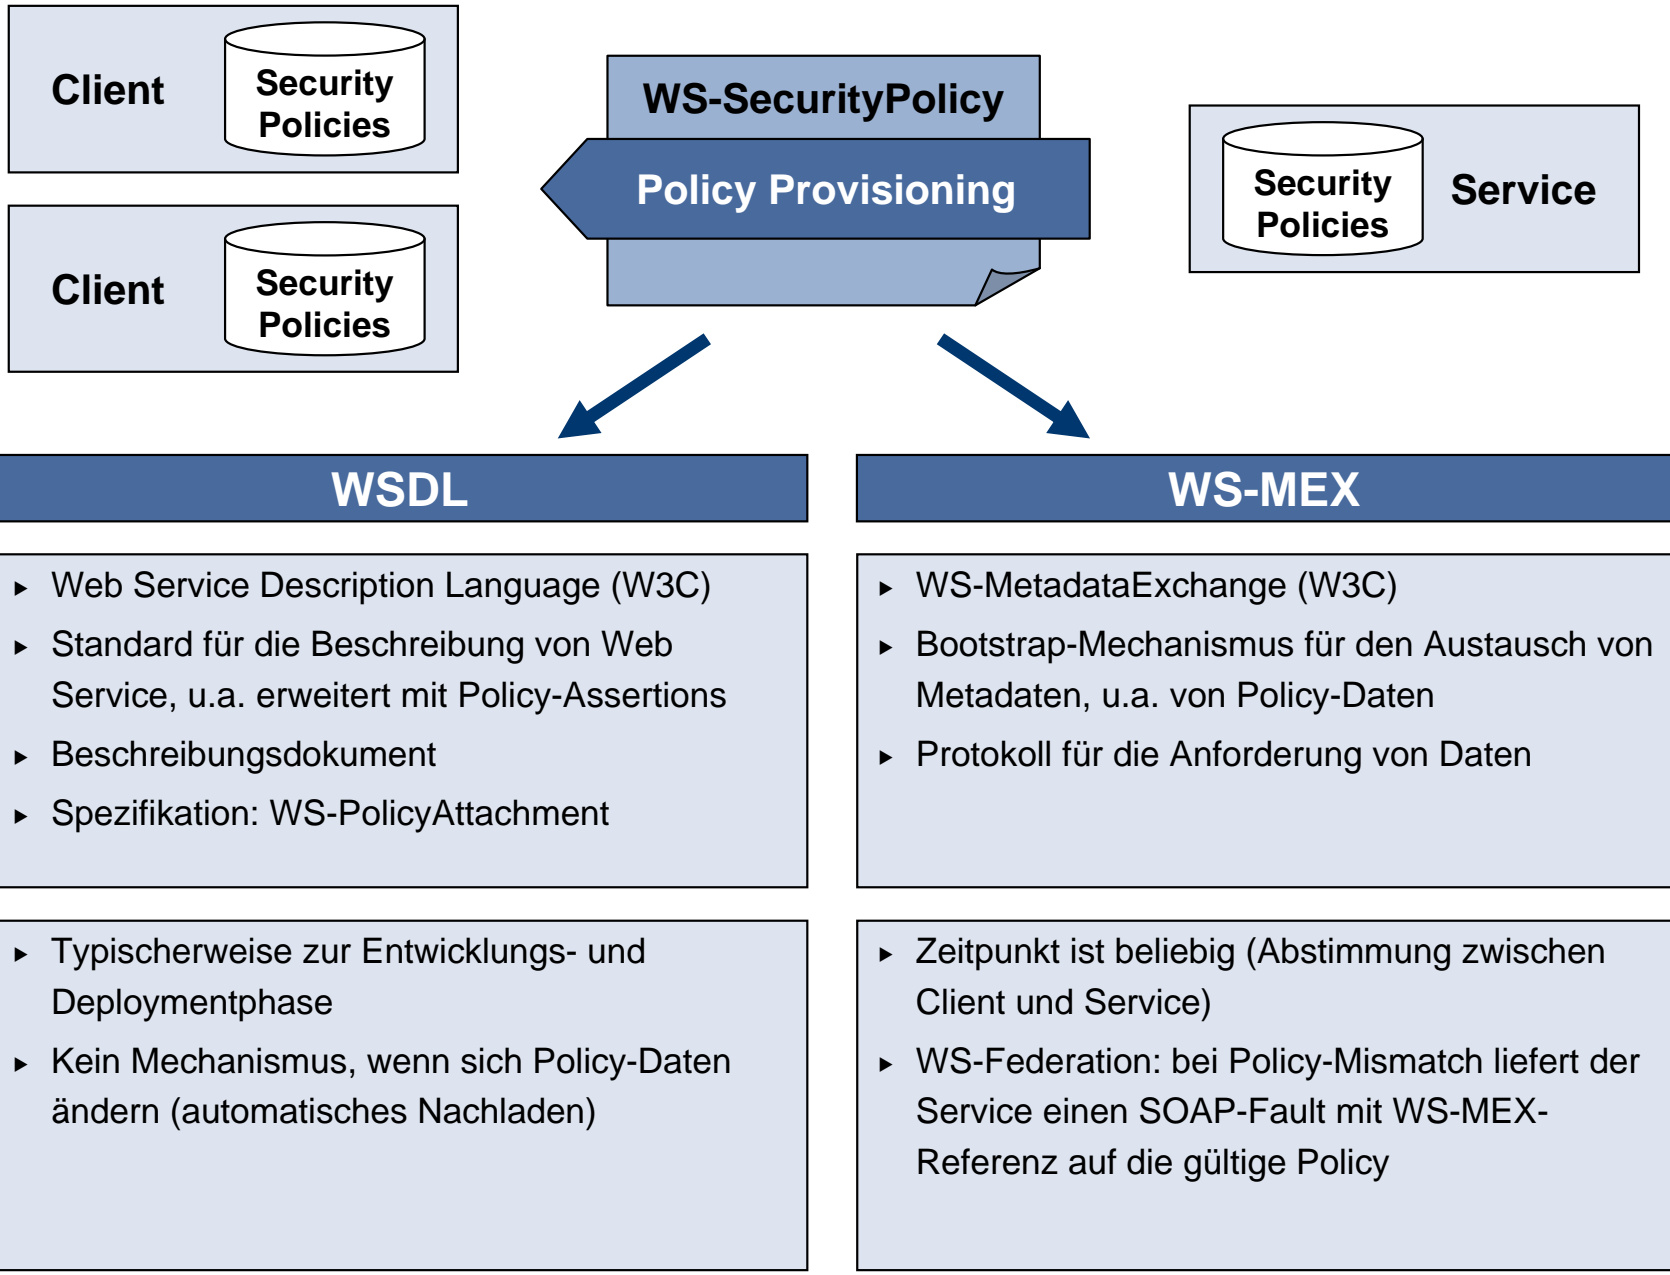 Client
Security
Policies
Client
Security
Policies
WS-SecurityPolicy
Policy Provisioning
Security
Policies
Service
WSDL
► Web Service Description Language (W3C)
► Standard für die Beschreibung von Web
Service, u.a. erweitert mit Policy-Assertions
► Beschreibungsdokument
► Spezifikation: WS-PolicyAttachment
► Typischerweise zur Entwicklungs- und
Deploymentphase
► Kein Mechanismus, wenn sich Policy-Daten
ändern (automatisches Nachladen)
WS-MEX
► WS-MetadataExchange (W3C)
► Bootstrap-Mechanismus für den Austausch von
Metadaten, u.a. von Policy-Daten
► Protokoll für die Anforderung von Daten
► Zeitpunkt ist beliebig (Abstimmung zwischen
Client und Service)
► WS-Federation: bei Policy-Mismatch liefert der
Service einen SOAP-Fault mit WS-MEX-
Referenz auf die gültige Policy